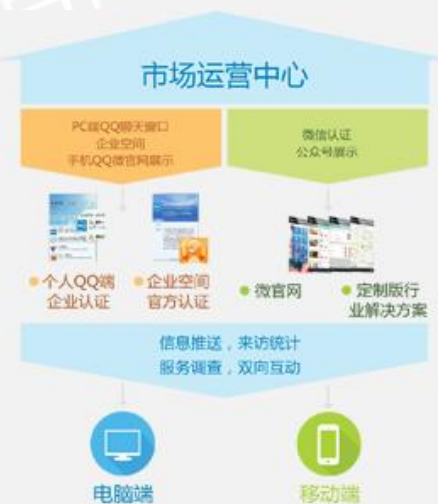 市场运营中心
PC端QQ聊天窗口
企业空间
手机QQ微官网展示
微信认证
公众号展示
个人QQ端
企业认证
企业空间
官方认证
微官网
定制版行
业解决方案
信息推送，来访统计
服务调查，双向互动
电脑端
移动端